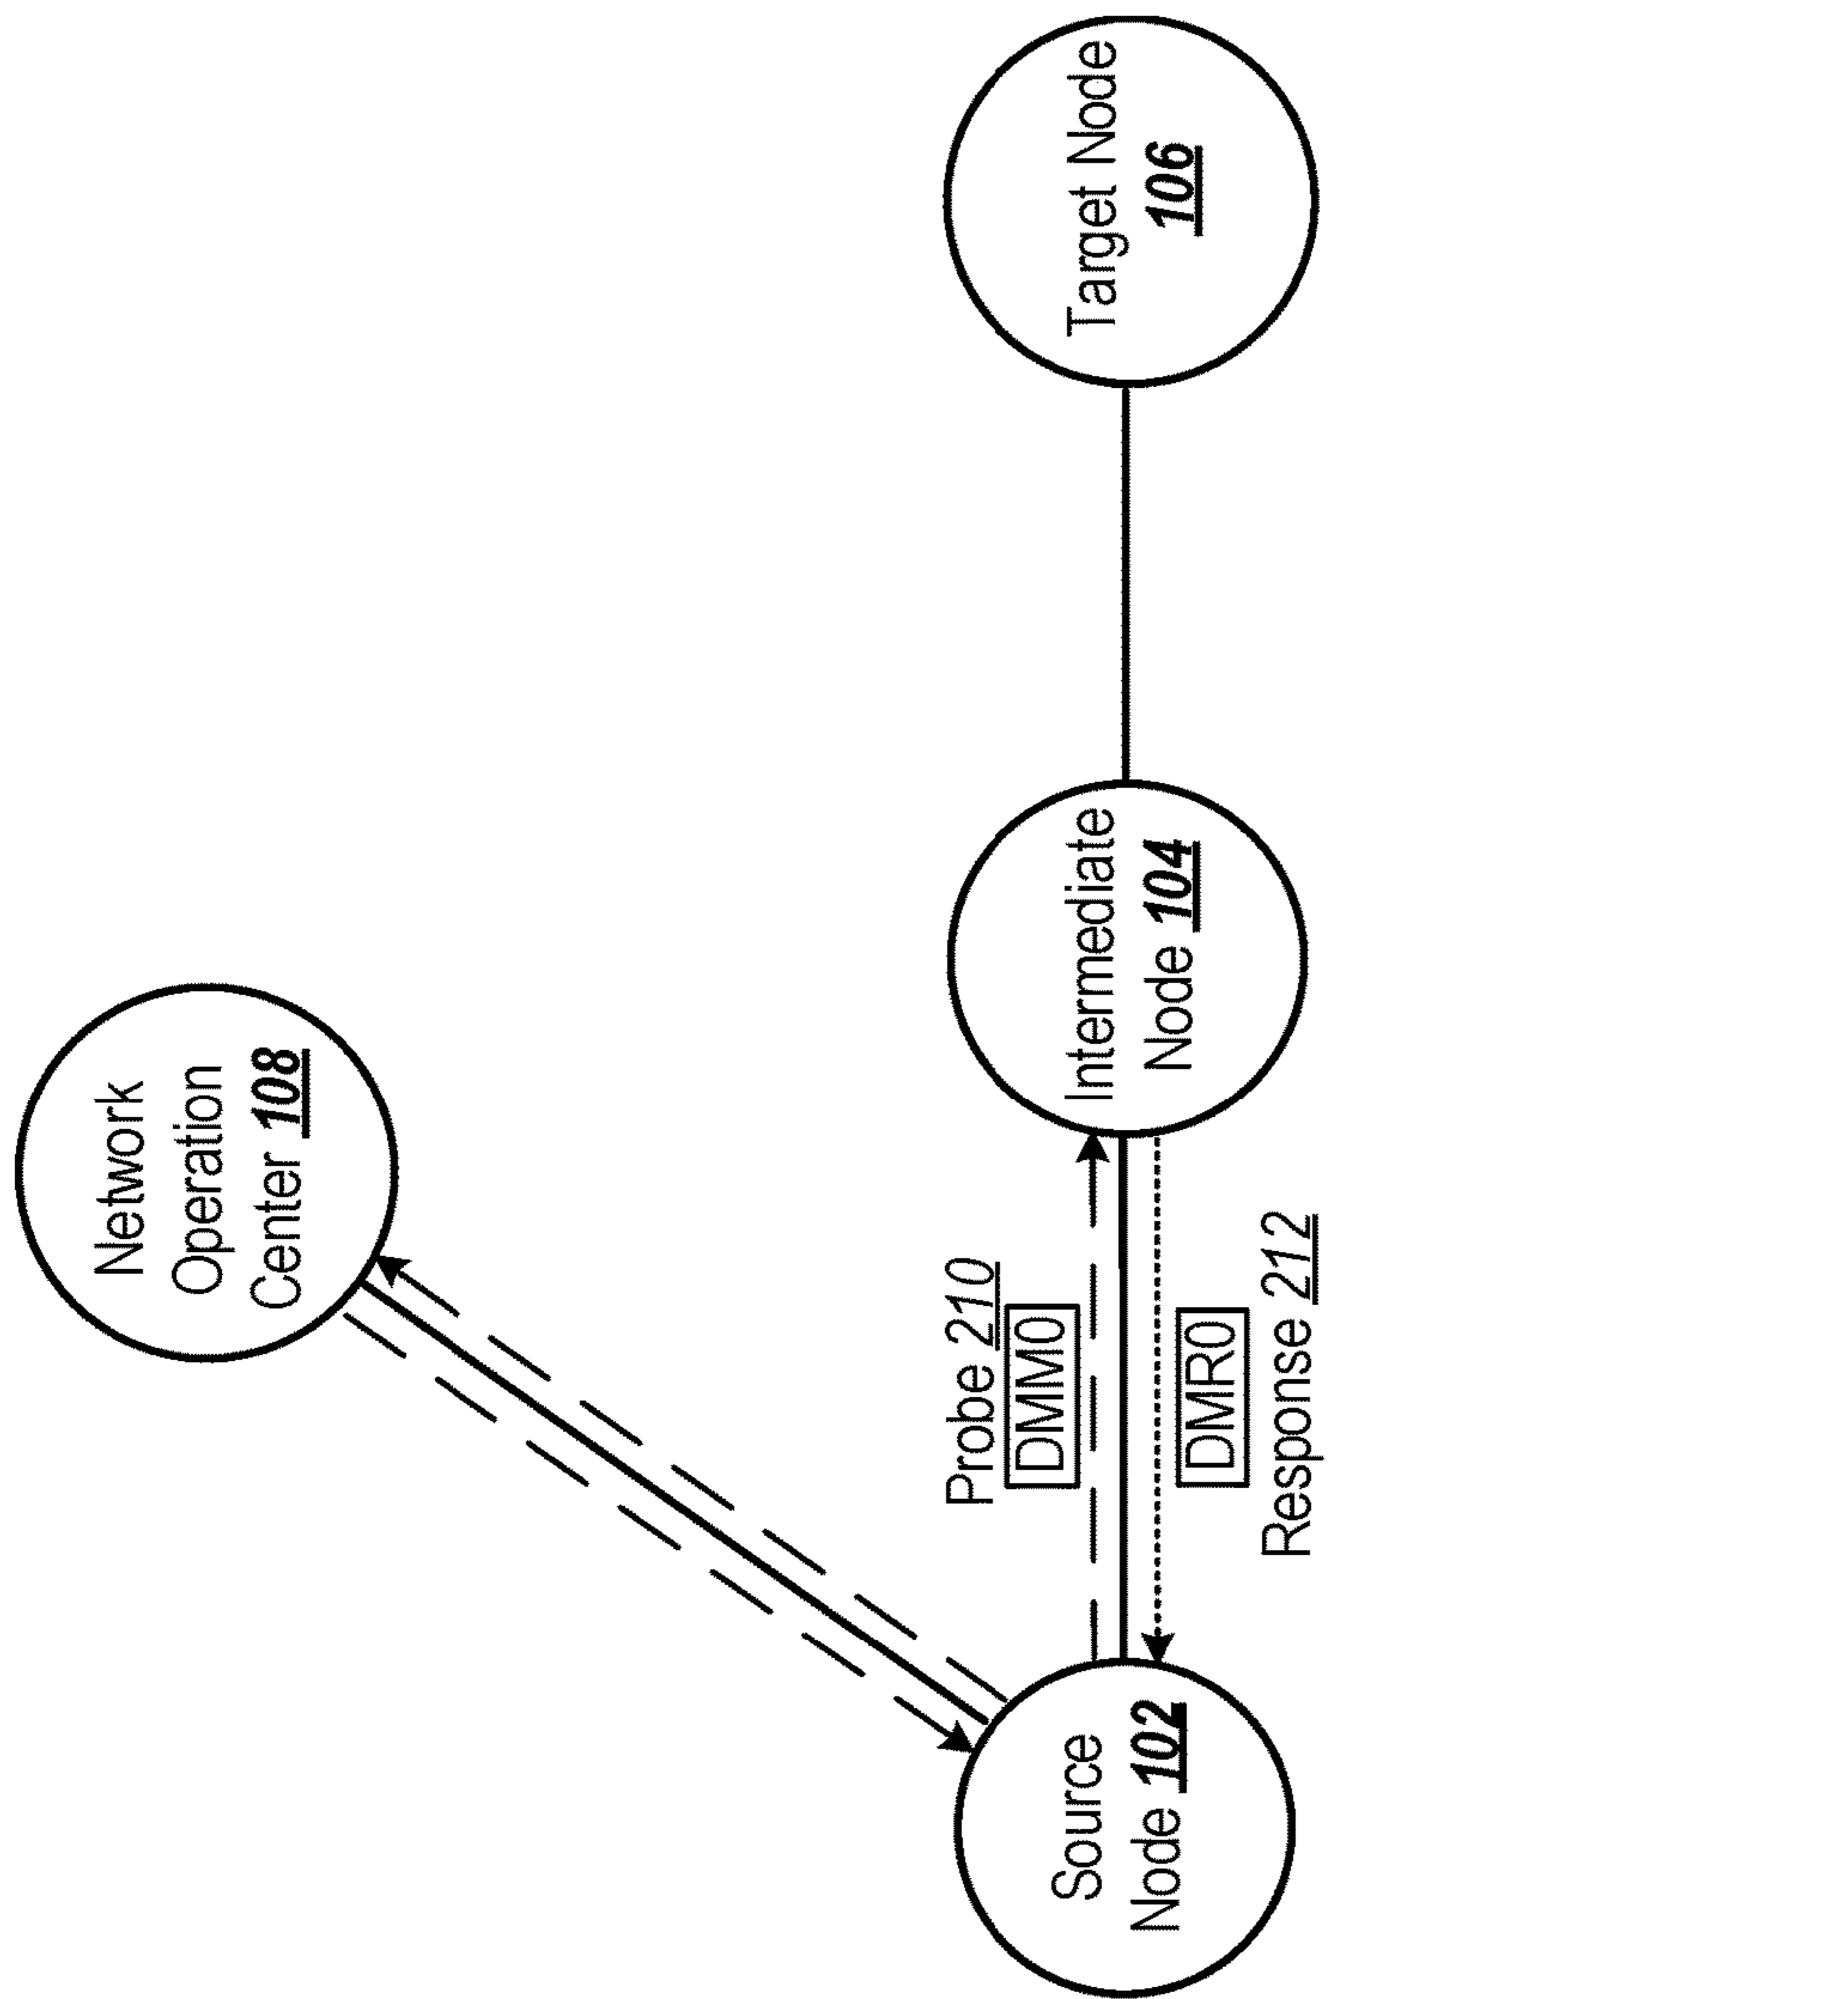 Network
Operation
Center 108
Probe 210
DMM0
Source
Node 102
Intermediate
Node 104
Target Node
106
DMR0
Response 212